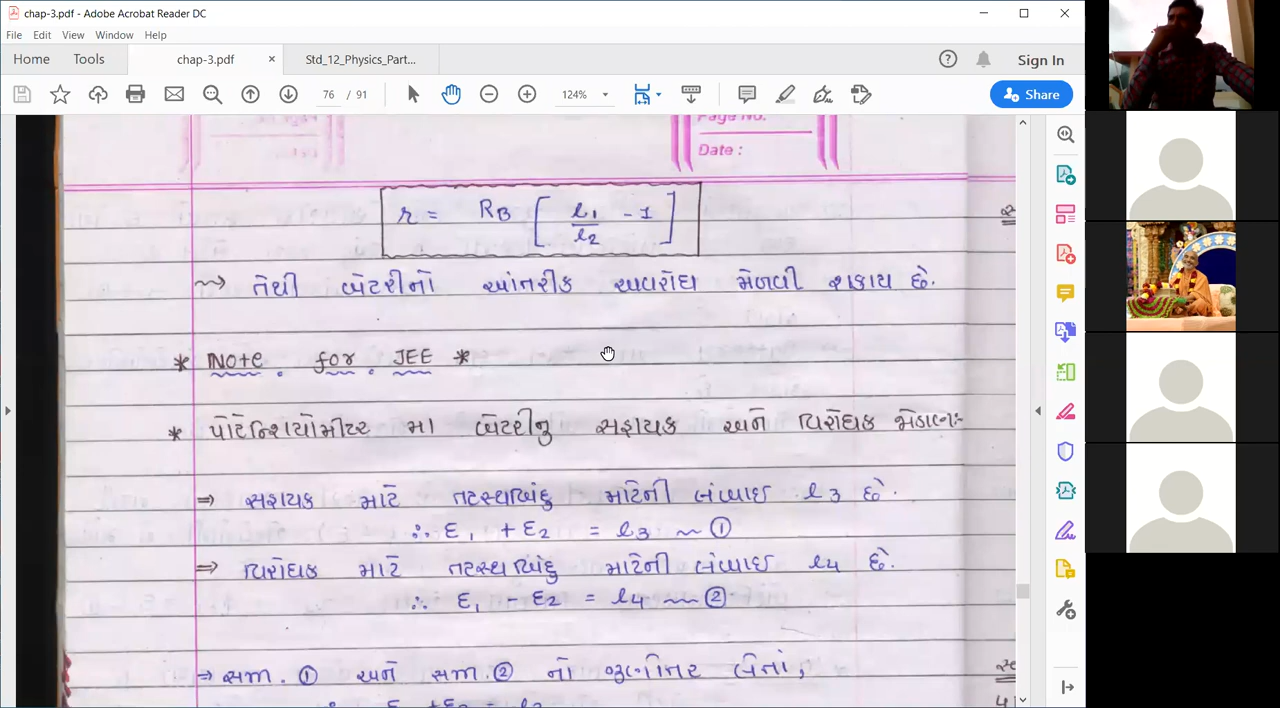 chap-3.pdf - Adobe Acrobat Reader DC
File Edit View Window Help
Home Tools chap-3.pdf × Std_12_Physics_Part... Sign In
76 / 91 124% Share
Page No.
Date :
r = RB [ l1 / l2 - 1 ]
તેથી બેટરીનો આંતરીક અવરોધ મેળવી શકાય છે.
* Note for JEE *
* પોટેન્શિયોમીટર મા બેટરીનુ સહાયક અને વિરોધક જોડાણ:-
⇒ સહાયક માટે તટસ્થબિંદુ માટેની લંબાઇ l3 છે.
∴ ε1 + ε2 = l3 ~ ①
⇒ વિરોધક માટે તટસ્થબિંદુ માટેની લંબાઇ l4 છે.
∴ ε1 - ε2 = l4 ~ ②
→ સમી. ① અને સમી. ② નો ગુણોત્તર લેતાં,